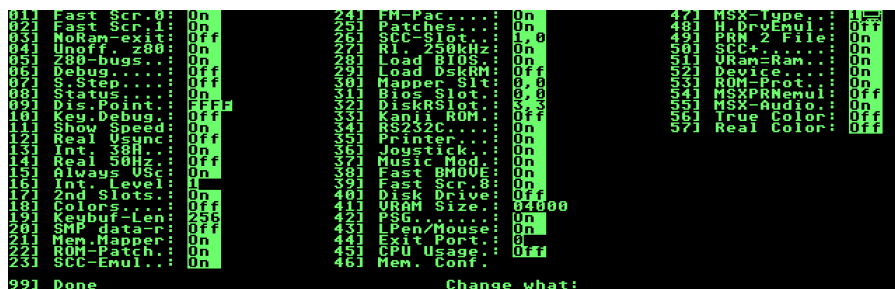 01] Fast Scr.0: On 24] FM-Pac....: On 47] MSX-Type..: 1
02] Fast Scr.1: On 25] Patches...: On 48] H.DrvEmul.: Off
03] NoRam-exit: Off 26] SCC-Slot..: 1,0 49] PRN 2 File: On
04] Unoff. z80: On 27] Rl. 250kHz: On 50] SCC+......: On
05] Z80-bugs..: On 28] Load BIOS.: On 51] VRam=Ram..: On
06] Debug.....: Off 29] Load DskRM: Off 52] Device....: On
07] S.Step....: Off 30] Mapper Slt: 0,0 53] ROM-Prot..: On
08] Status....: On 31] Bios Slot.: 0,0 54] MSXPRNemul: Off
09] Dis.Point.: FFFF 32] DiskRSlot.: 3,3 55] MSX-Audio.: On
10] Key.Debug.: Off 33] Kanji ROM.: Off 56] True Color: Off
11] Show Speed: On 34] RS232C....: On 57] Real Color: Off
12] Real Vsync: Off 35] Printer...: On
13] Int. 38H..: On 36] Joystick..: On
14] Real 50Hz.: Off 37] Music Mod.: On
15] Always VSc: On 38] Fast BMOVE: On
16] Int. Level: 1 39] Fast Scr.8: On
17] 2nd Slots.: On 40] Disk Drive: Off
18] Colors....: Off 41] VRAM Size.: 04000
19] Keybuf-Len: 256 42] PSG.......: On
20] SMP data-r: Off 43] LPen/Mouse: On
21] Mem.Mapper: On 44] Exit Port.: 0
22] ROM-Patch.: On 45] CPU Usage.: Off
23] SCC-Emul..: On 46] Mem. Conf.
99] Done Change what: